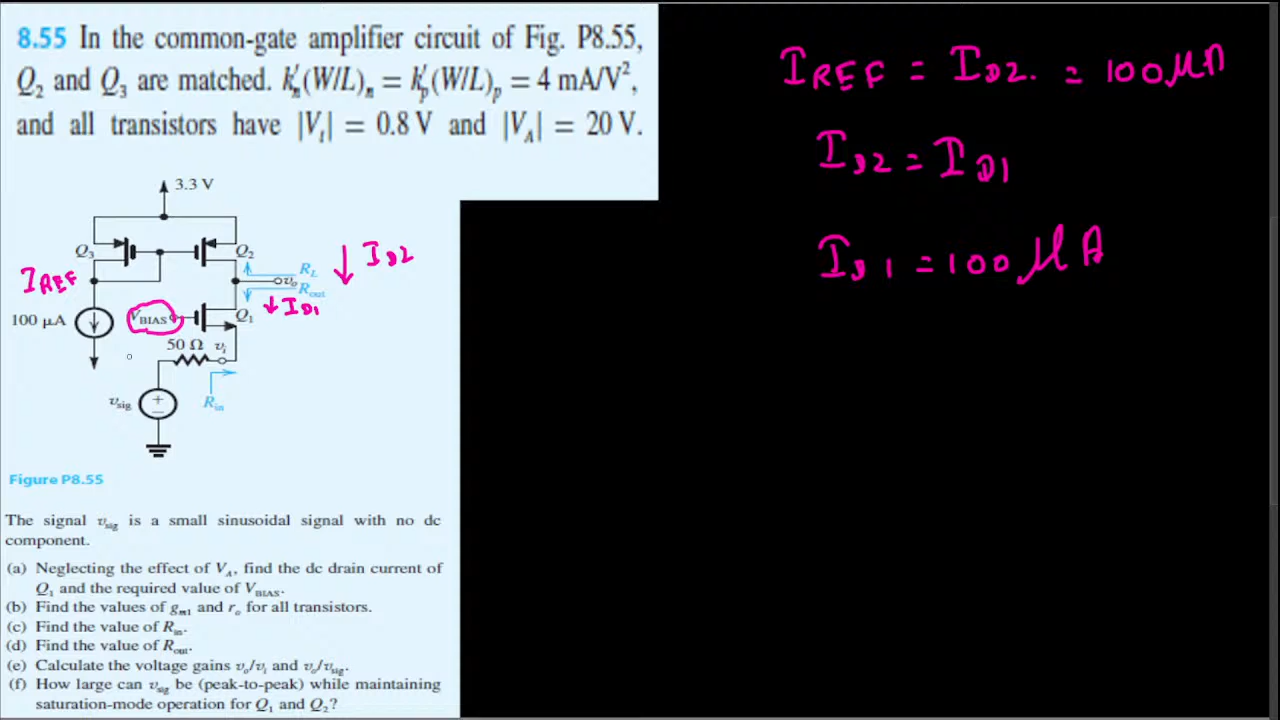 8.55 In the common-gate amplifier circuit of Fig. P8.55,
Q2 and Q3 are matched. k′n(W/L)n = k′p(W/L)p = 4 mA/V²,
and all transistors have |Vt| = 0.8 V and |VA| = 20 V.
IREF = ID2. = 100 μA
ID2 = ID1
ID1 = 100 μA
3.3 V
Q3
Q2
ID2
RL
IREF
vo
Rout
ID1
100 μA
VBIAS
Q1
50 Ω vi
vsig
+
−
Rin
Figure P8.55
The signal vsig is a small sinusoidal signal with no dc
component.
(a) Neglecting the effect of VA, find the dc drain current of
Q1 and the required value of VBIAS.
(b) Find the values of gm1 and ro for all transistors.
(c) Find the value of Rin.
(d) Find the value of Rout.
(e) Calculate the voltage gains vo/vi and vo/vsig.
(f) How large can vsig be (peak-to-peak) while maintaining
saturation-mode operation for Q1 and Q2?